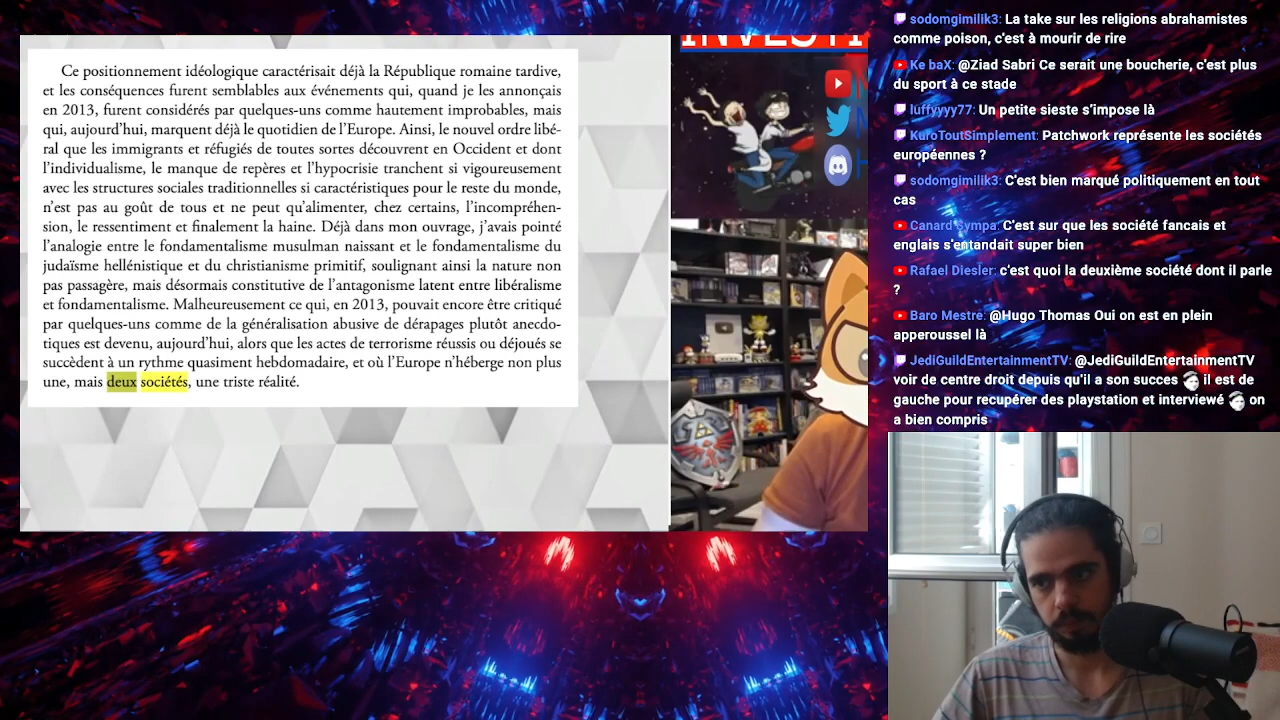 Ce positionnement idéologique caractérisait déjà la République romaine tardive,
et les conséquences furent semblables aux événements qui, quand je les annonçais
en 2013, furent considérés par quelques-uns comme hautement improbables, mais
qui, aujourd'hui, marquent déjà le quotidien de l'Europe. Ainsi, le nouvel ordre libé-
ral que les immigrants et réfugiés de toutes sortes découvrent en Occident et dont
l'individualisme, le manque de repères et l'hypocrisie tranchent si vigoureusement
avec les structures sociales traditionnelles si caractéristiques pour le reste du monde,
n'est pas au goût de tous et ne peut qu'alimenter, chez certains, l'incompréhen-
sion, le ressentiment et finalement la haine. Déjà dans mon ouvrage, j'avais pointé
l'analogie entre le fondamentalisme musulman naissant et le fondamentalisme du
judaïsme hellénistique et du christianisme primitif, soulignant ainsi la nature non
pas passagère, mais désormais constitutive de l'antagonisme latent entre libéralisme
et fondamentalisme. Malheureusement ce qui, en 2013, pouvait encore être critiqué
par quelques-uns comme de la généralisation abusive de dérapages plutôt anecdo-
tiques est devenu, aujourd'hui, alors que les actes de terrorisme réussis ou déjoués se
succèdent à un rythme quasiment hebdomadaire, et où l'Europe n'héberge non plus
une, mais deux sociétés, une triste réalité.
INVESTI
sodomgimilik3: La take sur les religions abrahamistes
comme poison, c'est à mourir de rire
Ke baX: @Ziad Sabri Ce serait une boucherie, c'est plus
du sport à ce stade
luffyyy77: Un petite sieste s'impose là
KuroToutSimplement: Patchwork représente les sociétés
européennes ?
sodomgimilik3: C'est bien marqué politiquement en tout
cas
Canard Sympa: C'est sur que les société fancais et
englais s'entandait super bien
Rafael Diesler: c'est quoi la deuxième société dont il parle
?
Baro Mestre: @Hugo Thomas Oui on est en plein
apperoussel là
JediGuildEntertainmentTV: @JediGuildEntertainmentTV
voir de centre droit depuis qu'il a son succes il est de
gauche pour recupérer des playstation et interviewé on
a bien compris